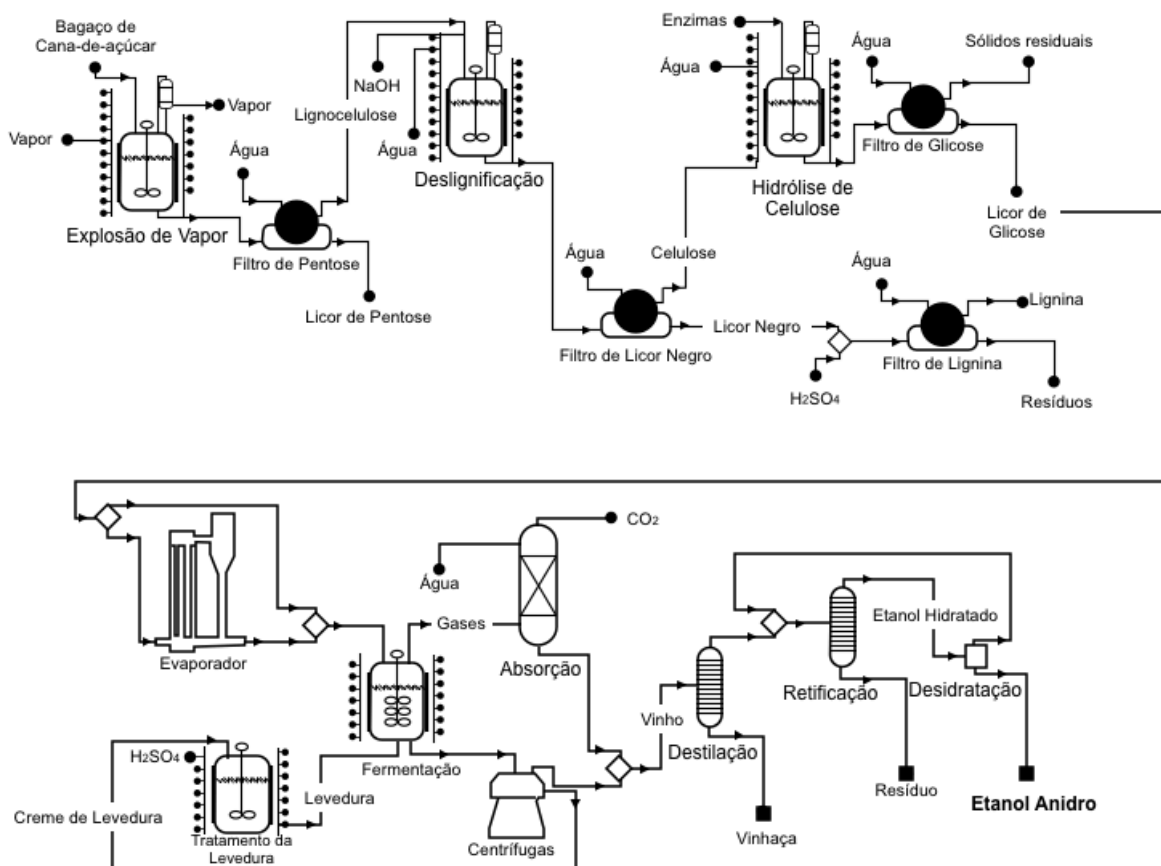 Bagaço de
Cana-de-açúcar
Vapor
Vapor
Explosão de Vapor
Água
Filtro de Pentose
Licor de Pentose
Lignocelulose
NaOH
Água
Deslignificação
Água
Filtro de Licor Negro
Celulose
Licor Negro
H2SO4
Enzimas
Água
Hidrólise de
Celulose
Água
Sólidos residuais
Filtro de Glicose
Licor de
Glicose
Água
Lignina
Filtro de Lignina
Resíduos
Evaporador
Água
CO2
Gases
Absorção
Fermentação
H2SO4
Creme de Levedura
Levedura
Tratamento da
Levedura
Centrífugas
Vinho
Destilação
Vinhaça
Etanol Hidratado
Retificação
Desidratação
Resíduo
Etanol Anidro